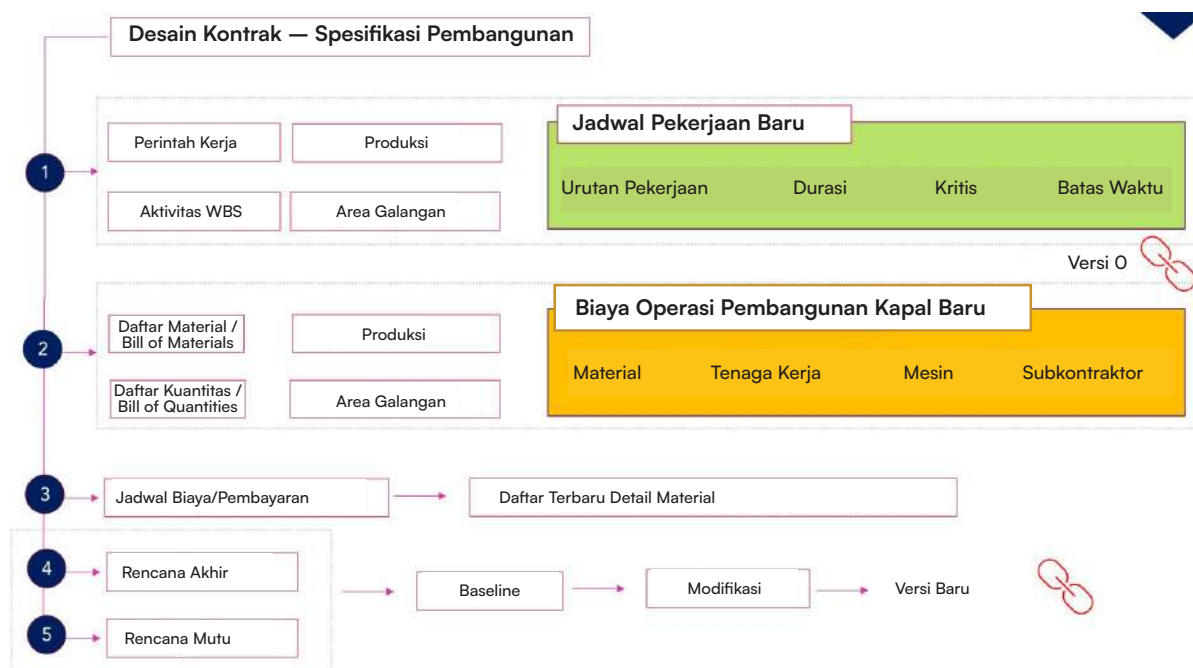 Desain Kontrak — Spesifikasi Pembangunan
1
Perintah Kerja
Produksi
Aktivitas WBS
Area Galangan
Jadwal Pekerjaan Baru
Urutan Pekerjaan
Durasi
Kritis
Batas Waktu
Versi 0
2
Daftar Material /
Bill of Materials
Produksi
Daftar Kuantitas /
Bill of Quantities
Area Galangan
Biaya Operasi Pembangunan Kapal Baru
Material
Tenaga Kerja
Mesin
Subkontraktor
3
Jadwal Biaya/Pembayaran
Daftar Terbaru Detail Material
4
Rencana Akhir
5
Rencana Mutu
Baseline
Modifikasi
Versi Baru